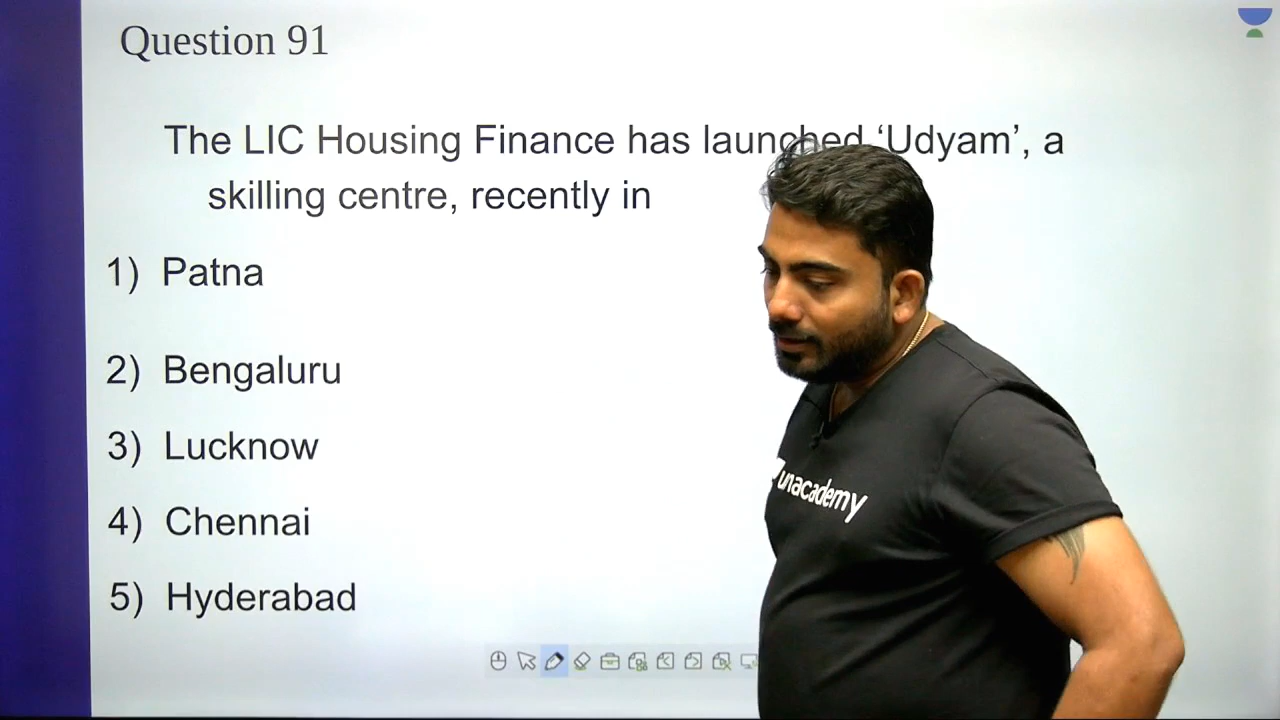 Question 91
The LIC Housing Finance has launched ‘Udyam’, a
skilling centre, recently in
1) Patna
2) Bengaluru
3) Lucknow
4) Chennai
5) Hyderabad
unacademy